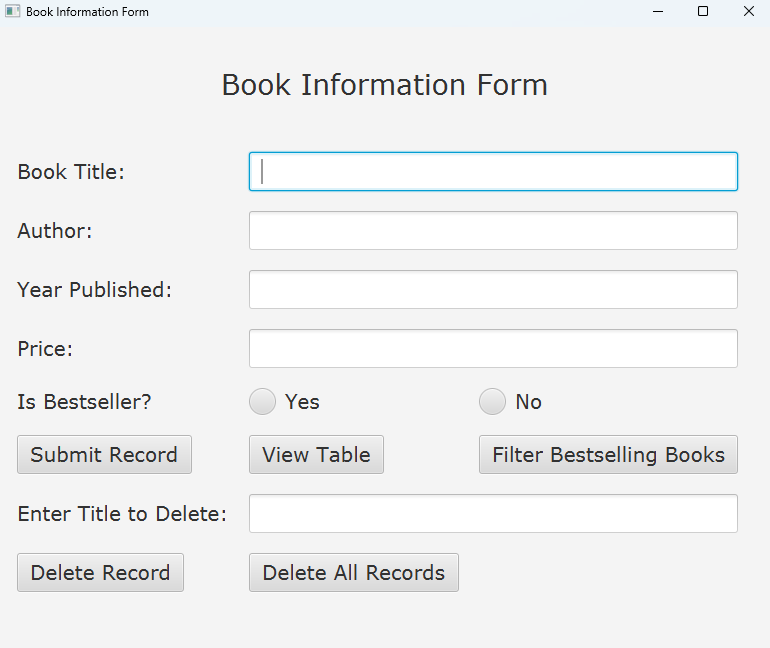 Book Information Form
Book Information Form
Book Title:
Author:
Year Published:
Price:
Is Bestseller? Yes No
Submit Record View Table Filter Bestselling Books
Enter Title to Delete:
Delete Record Delete All Records